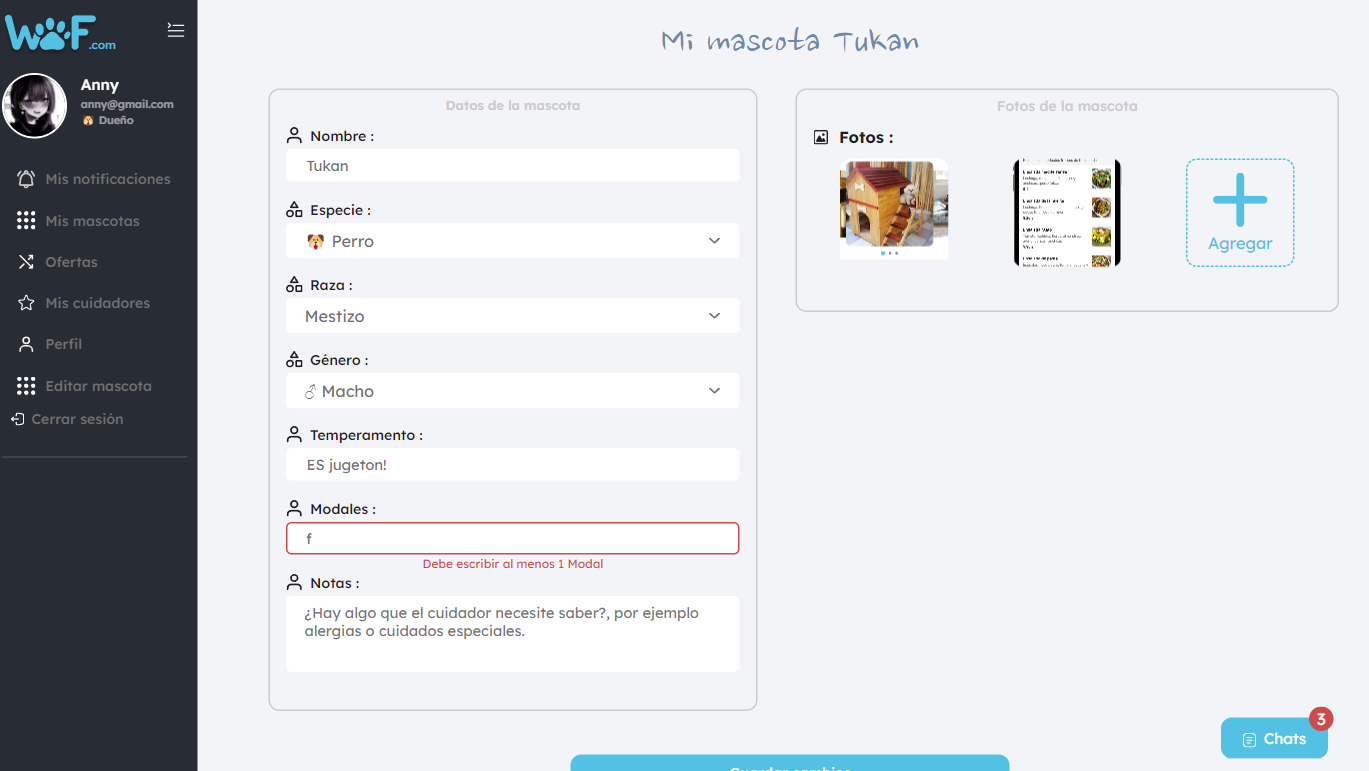 WOF.com
Anny
anny@gmail.com
Dueño
Mis notificaciones
Mis mascotas
Ofertas
Mis cuidadores
Perfil
Editar mascota
Cerrar sesión
Mi mascota Tukan
Datos de la mascota
Nombre :
Tukan
Especie :
Perro
Raza :
Mestizo
Género :
♂ Macho
Temperamento :
ES jugeton!
Modales :
f
Debe escribir al menos 1 Modal
Notas :
¿Hay algo que el cuidador necesite saber?, por ejemplo
alergias o cuidados especiales.
Fotos de la mascota
Fotos :
Agregar
3
Chats
Guardar cambios